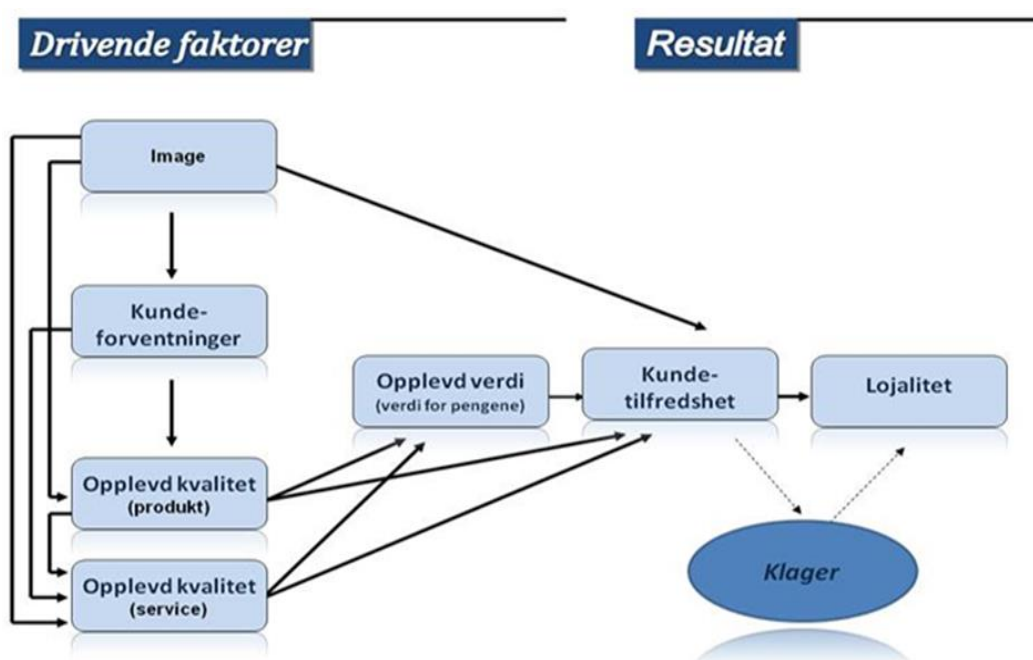 Drivende faktorer
Resultat
Image
Kunde-
forventninger
Opplevd verdi
(verdi for pengene)
Kunde-
tilfredshet
Lojalitet
Opplevd kvalitet
(produkt)
Opplevd kvalitet
(service)
Klager